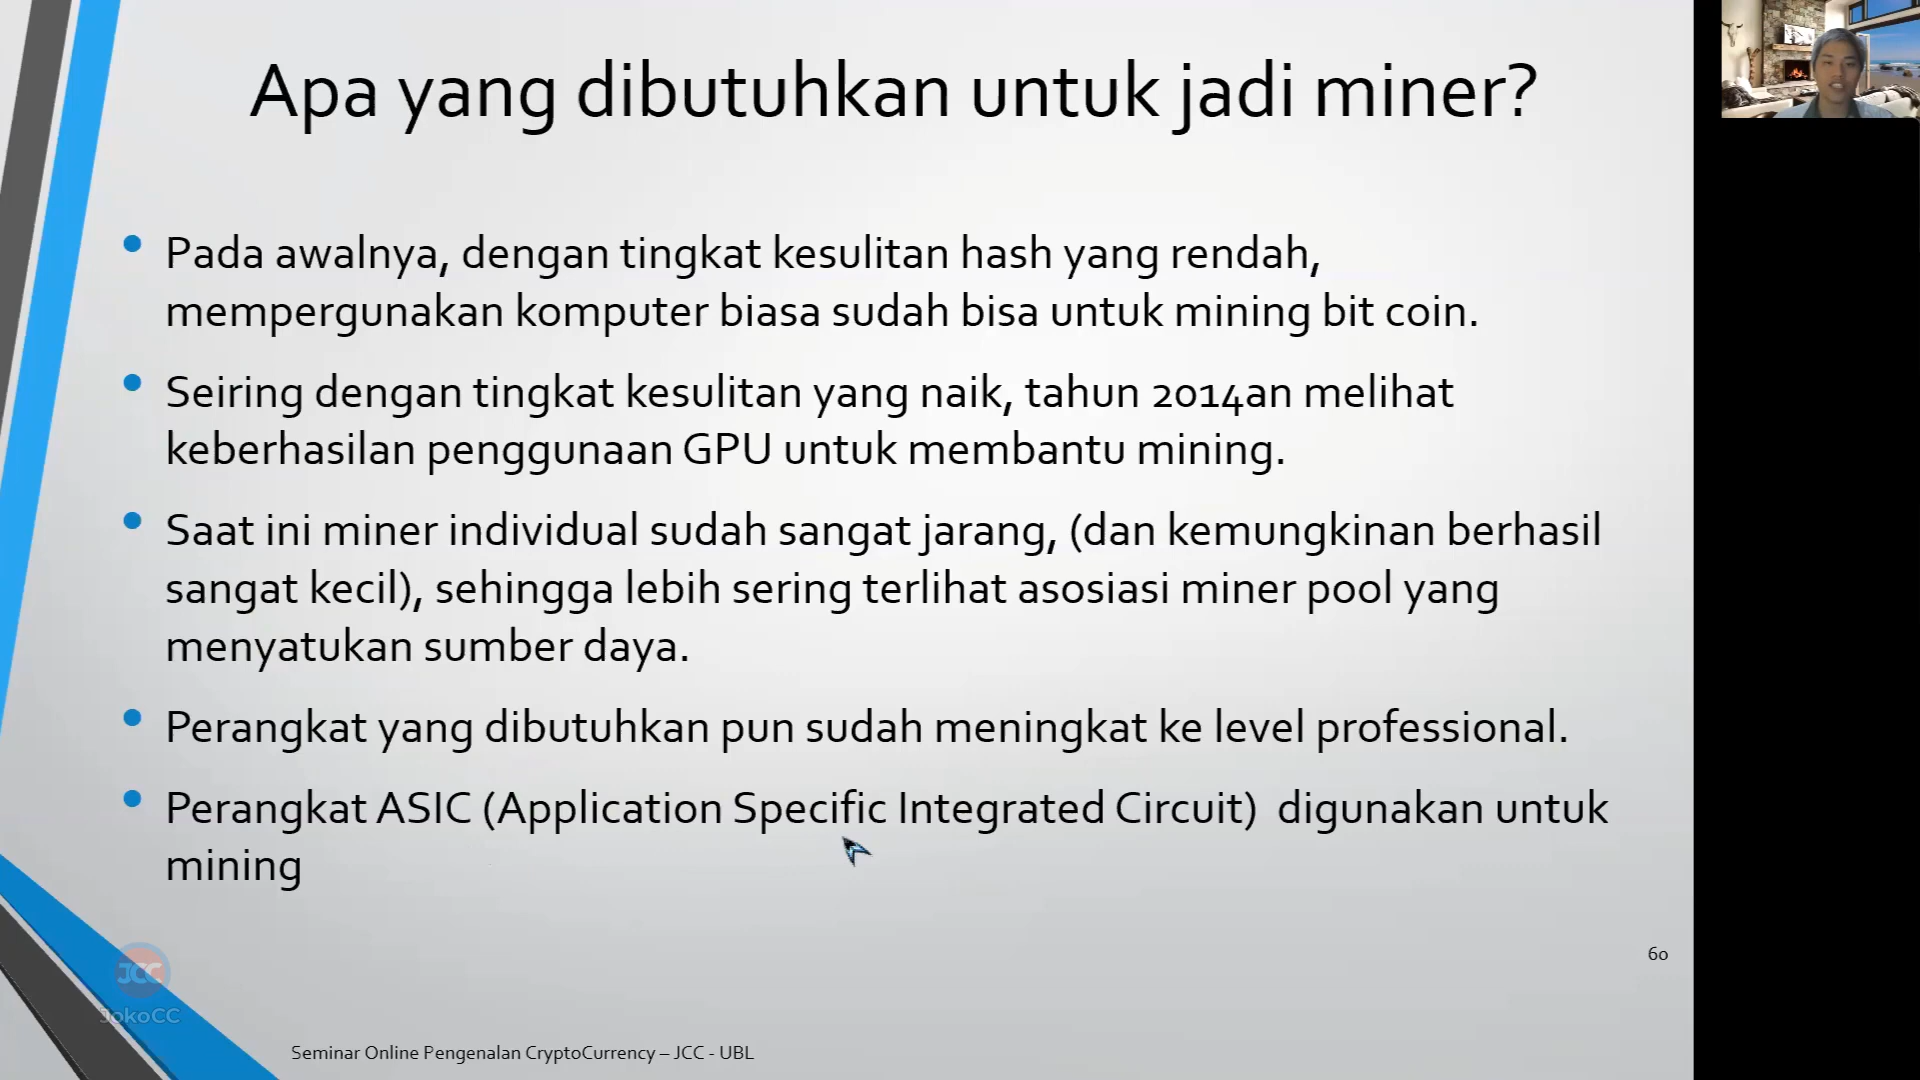 Apa yang dibutuhkan untuk jadi miner?
Pada awalnya, dengan tingkat kesulitan hash yang rendah,
mempergunakan komputer biasa sudah bisa untuk mining bit coin.
Seiring dengan tingkat kesulitan yang naik, tahun 2014an melihat
keberhasilan penggunaan GPU untuk membantu mining.
Saat ini miner individual sudah sangat jarang, (dan kemungkinan berhasil
sangat kecil), sehingga lebih sering terlihat asosiasi miner pool yang
menyatukan sumber daya.
Perangkat yang dibutuhkan pun sudah meningkat ke level professional.
Perangkat ASIC (Application Specific Integrated Circuit)  digunakan untuk
mining
60
JCC
JokoCC
Seminar Online Pengenalan CryptoCurrency – JCC - UBL